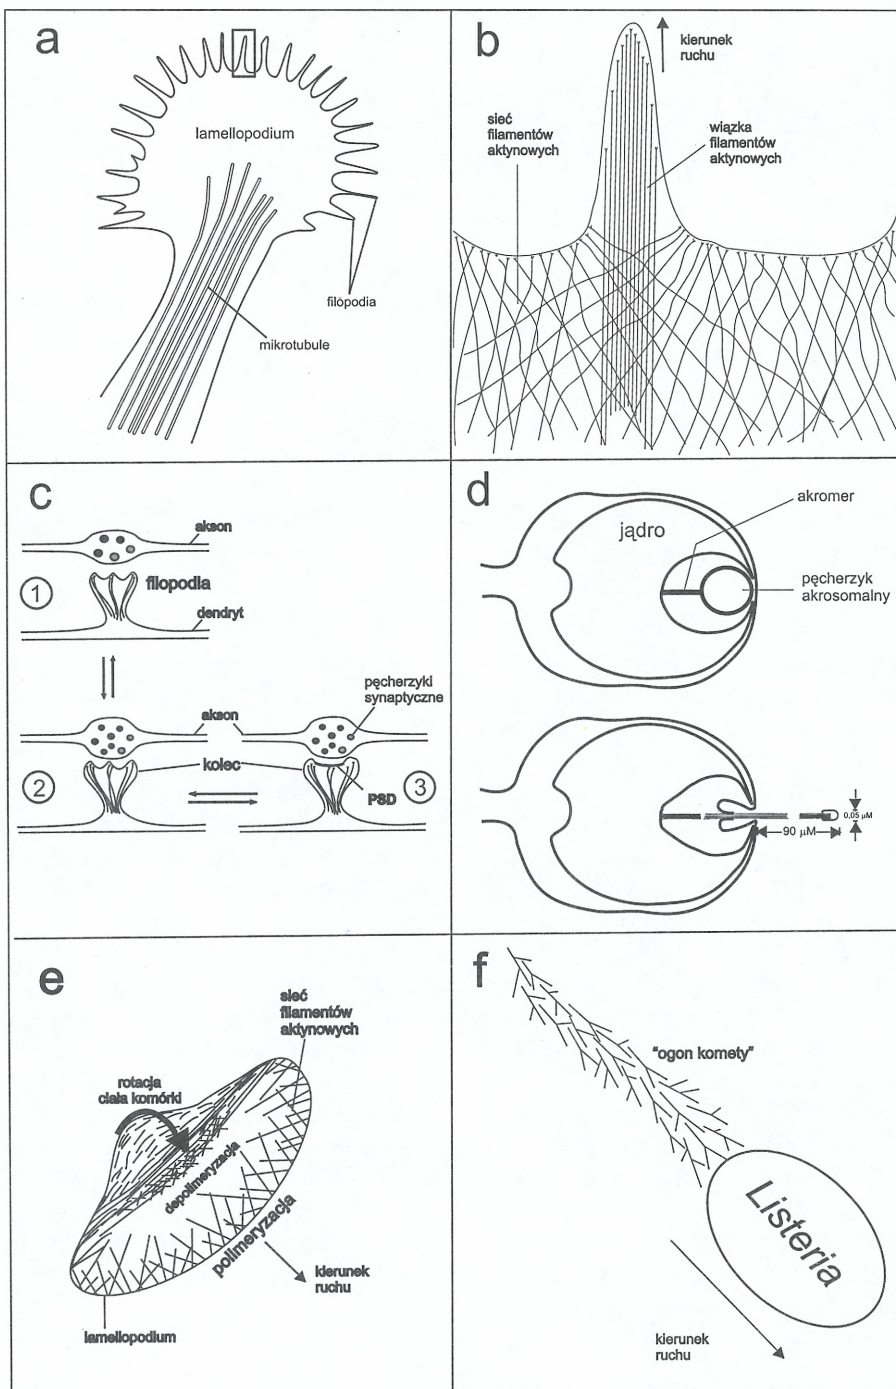 a
lamellopodium
filopodia
mikrotubule
b
kierunek
ruchu
sieć
filamentów
aktynowych
wiązka
filamentów
aktynowych
c
akson
1
filopodia
dendryt
pęcherzyki
synaptyczne
akson
kolec
2
PSD
3
d
akromer
jądro
pęcherzyk
akrosomalny
0,05 µM
90 µM
e
sieć
filamentów
aktynowych
rotacja
ciała komórki
depolimeryzacja
polimeryzacja
kierunek
ruchu
lamellopodium
f
"ogon komety"
Listeria
kierunek
ruchu